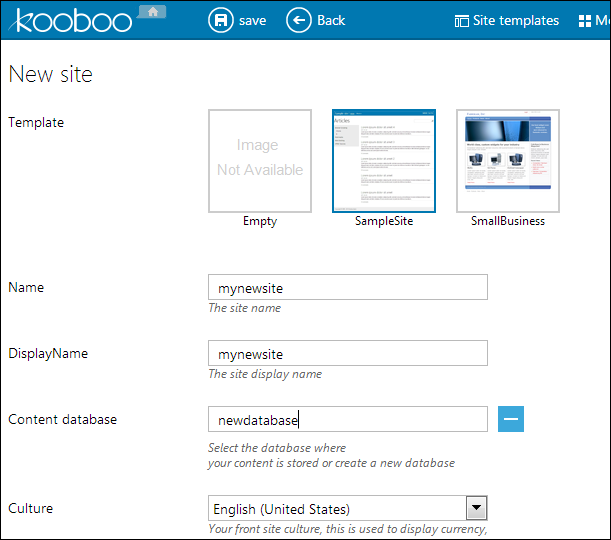 kooboo save Back Site templates
New site
Template
Image
Not Available
Articles
Empty SampleSite SmallBusiness
Name mynewsite
The site name
DisplayName mynewsite
The site display name
Content database newdatabase
Select the database where
your content is stored or create a new database
Culture English (United States)
Your front site culture, this is used to display currency,